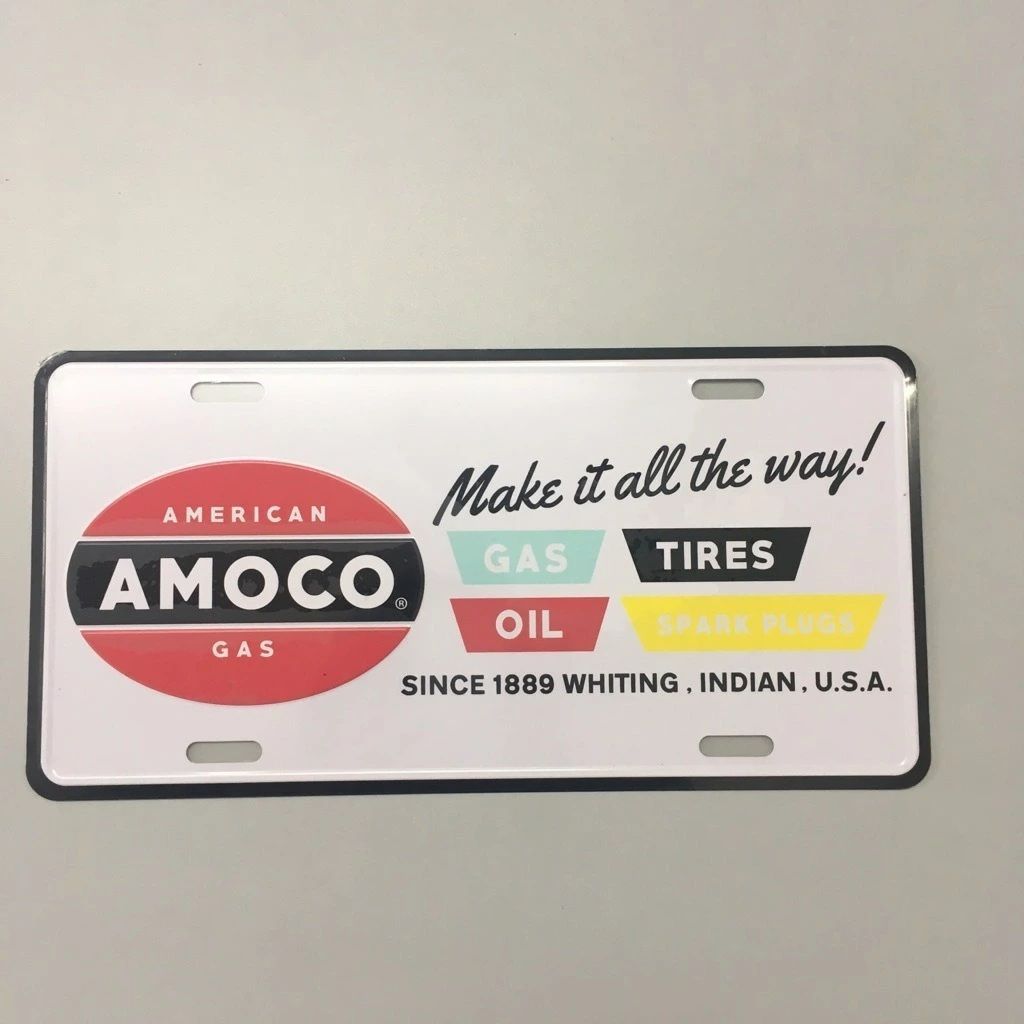 AMERICAN
AMOCO®
GAS
Make it all the way!
GAS
TIRES
OIL
SPARK PLUGS
SINCE 1889 WHITING , INDIAN , U.S.A.